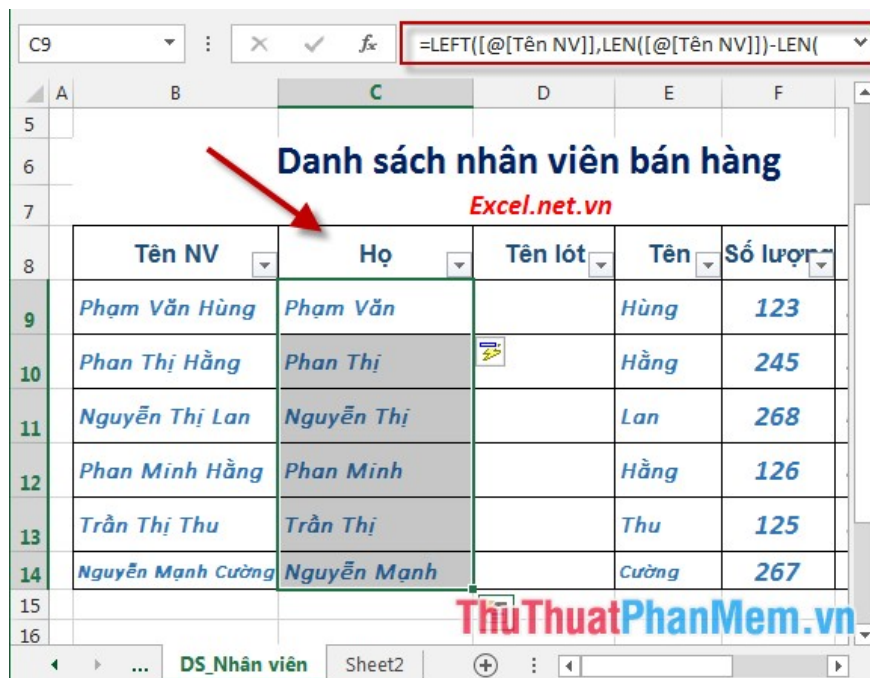 C9 fx =LEFT([@[Tên NV]],LEN([@[Tên NV]])-LEN(
A B C D E F
5
6 Danh sách nhân viên bán hàng
7 Excel.net.vn
8 Tên NV Họ Tên lót Tên Số lượng
9 Phạm Văn Hùng Phạm Văn Hùng 123
10 Phan Thị Hằng Phan Thị Hằng 245
11 Nguyễn Thị Lan Nguyễn Thị Lan 268
12 Phan Minh Hằng Phan Minh Hằng 126
13 Trần Thị Thu Trần Thị Thu 125
14 Nguyễn Mạnh Cường Nguyễn Mạnh Cường 267
15
ThuThuatPhanMem.vn
16
... DS_Nhân viên Sheet2